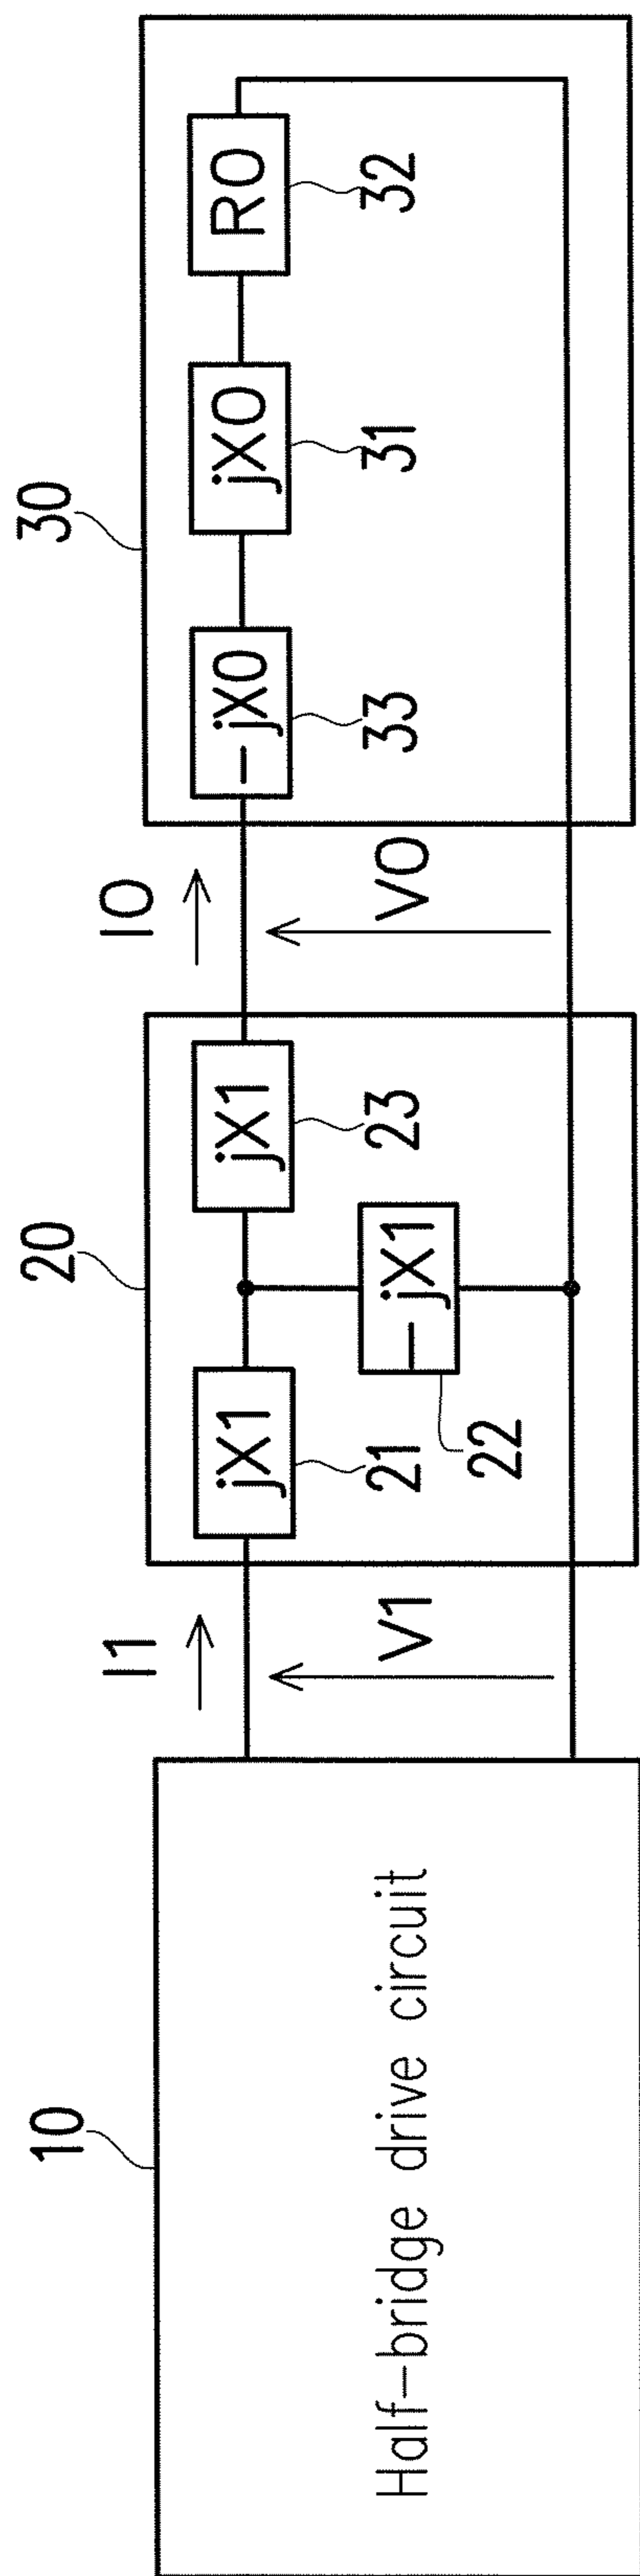 10
Half-bridge drive circuit
I1
V1
20
jX1
21
-jX1
22
jX1
23
IO
VO
30
-jXO
33
jXO
31
RO
32